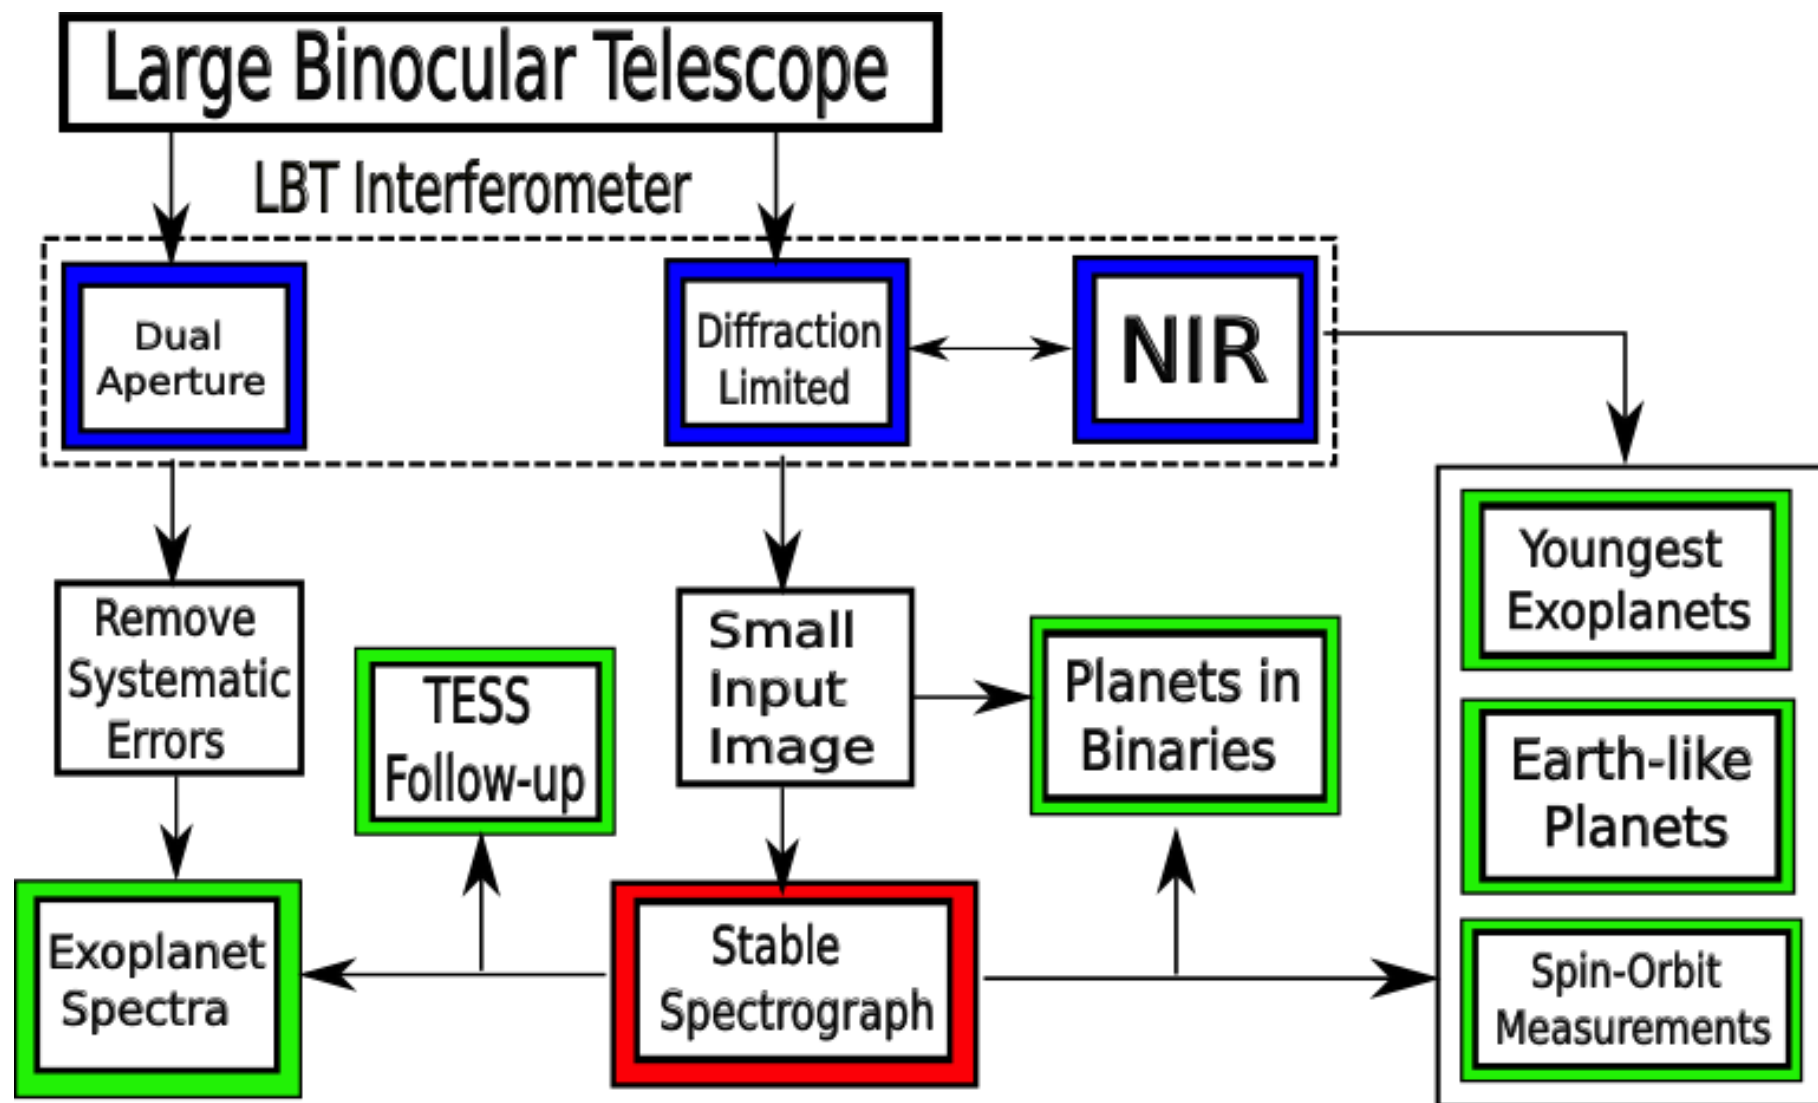 Large Binocular Telescope
LBT Interferometer
Dual
Aperture
Diffraction
Limited
NIR
Remove
Systematic
Errors
TESS
Follow-up
Small
Input
Image
Planets in
Binaries
Youngest
Exoplanets
Earth-like
Planets
Exoplanet
Spectra
Stable
Spectrograph
Spin-Orbit
Measurements